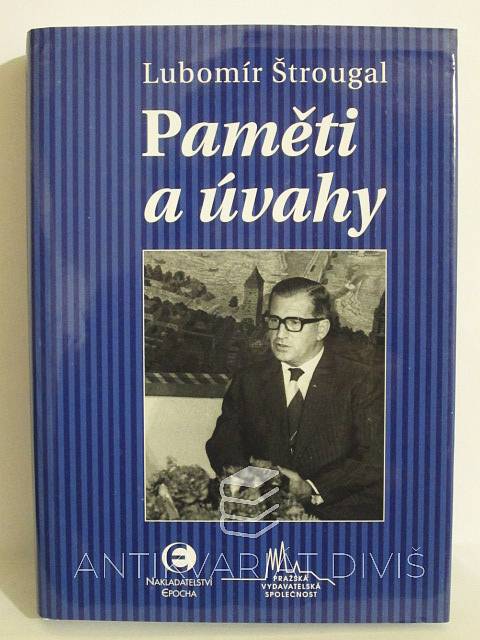 Lubomír Štrougal
Paměti
a úvahy
ANTIKVARIÁT DIVIŠ
NAKLADATELSTVÍ
EPOCHA
PRAŽSKÁ
VYDAVATELSKÁ
SPOLEČNOST